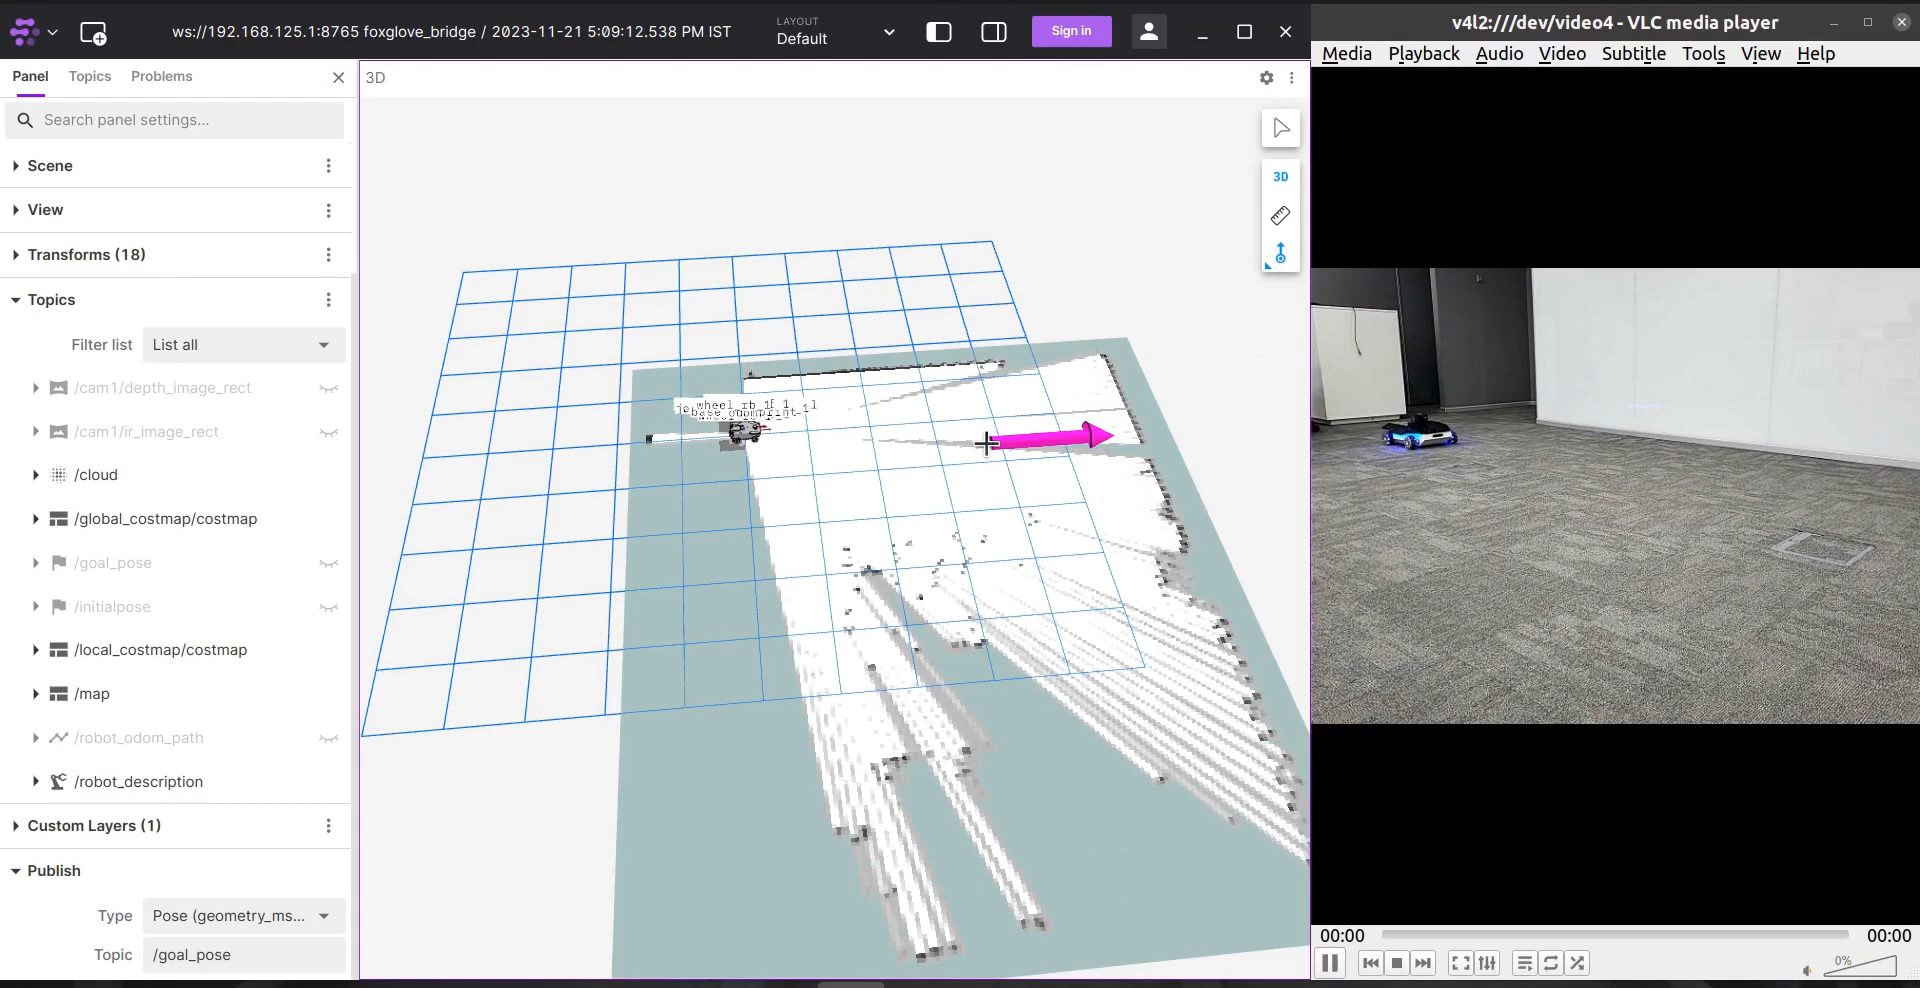 ws://192.168.125.1:8765 foxglove_bridge / 2023-11-21 5:09:12.538 PM IST
LAYOUT
Default
Sign in
v4l2:///dev/video4 - VLC media player
Media Playback Audio Video Subtitle Tools View Help
Panel Topics Problems
3D
Search panel settings...
Scene
View
Transforms (18)
Topics
Filter list List all
/cam1/depth_image_rect
/cam1/ir_image_rect
/cloud
/global_costmap/costmap
/goal_pose
/initialpose
/local_costmap/costmap
/map
/robot_odom_path
/robot_description
Custom Layers (1)
Publish
Type Pose (geometry_ms...
Topic /goal_pose
3D
00:00 00:00
0%